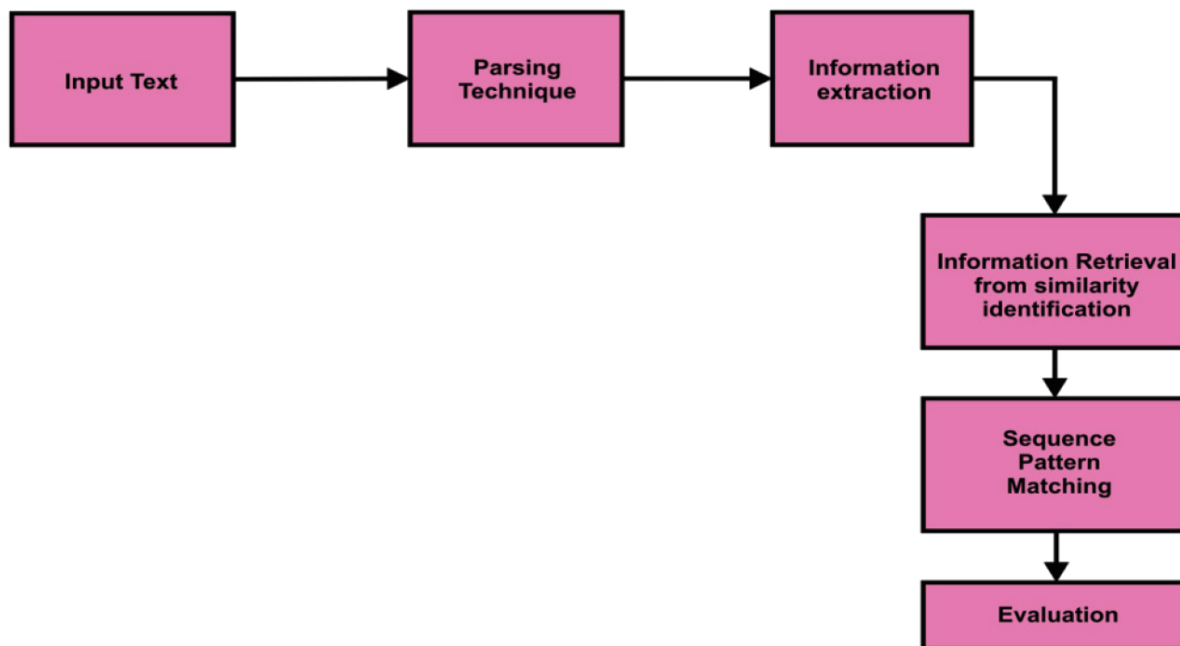 Input Text
Parsing
Technique
Information
extraction
Information Retrieval
from similarity
identification
Sequence
Pattern
Matching
Evaluation